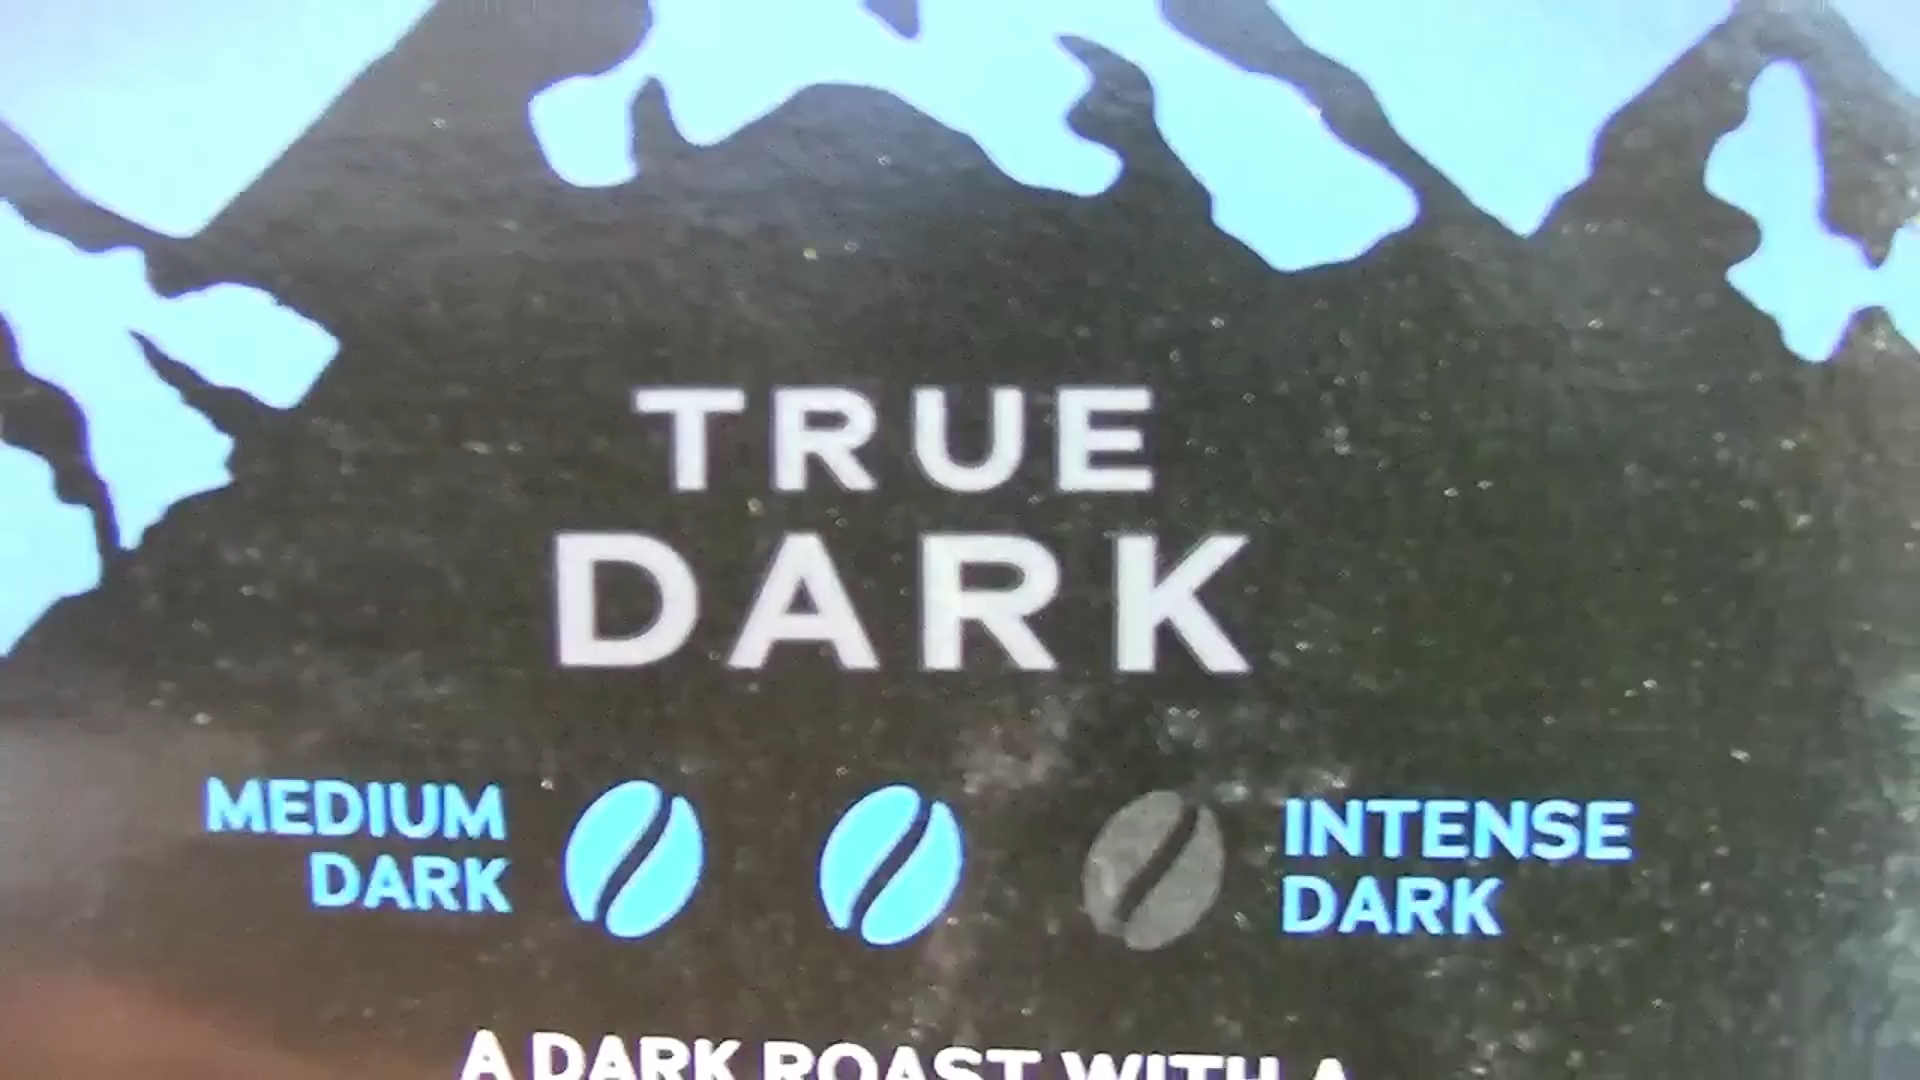 TRUE
DARK
MEDIUM
DARK
INTENSE
DARK
A DARK ROAST WITH A